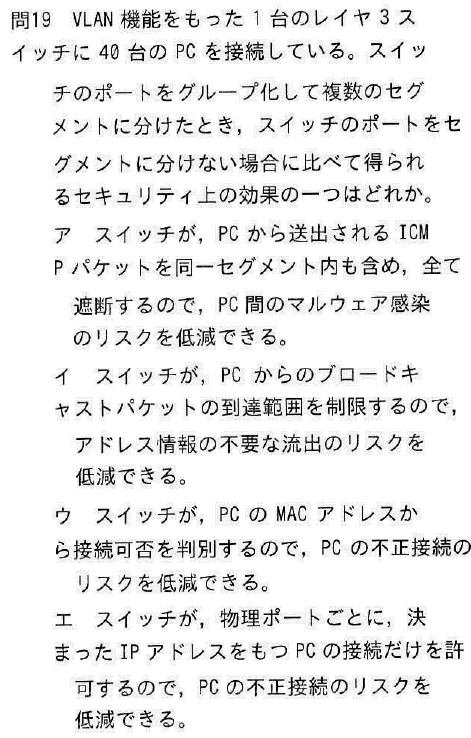 問19 VLAN 機能をもった 1 台のレイヤ 3 ス
イッチに 40 台の PC を接続している。スイッ
チのポートをグループ化して複数のセグ
メントに分けたとき，スイッチのポートをセ
グメントに分けない場合に比べて得られ
るセキュリティ上の効果の一つはどれか。
ア スイッチが，PC から送出される ICM
P パケットを同一セグメント内も含め，全て
遮断するので，PC 間のマルウェア感染
のリスクを低減できる。
イ スイッチが，PC からのブロードキ
ャストパケットの到達範囲を制限するので，
アドレス情報の不要な流出のリスクを
低減できる。
ウ スイッチが，PC の MAC アドレスか
ら接続可否を判別するので，PC の不正接続の
リスクを低減できる。
エ スイッチが，物理ポートごとに，決
まった IP アドレスをもつ PC の接続だけを許
可するので，PC の不正接続のリスクを
低減できる。